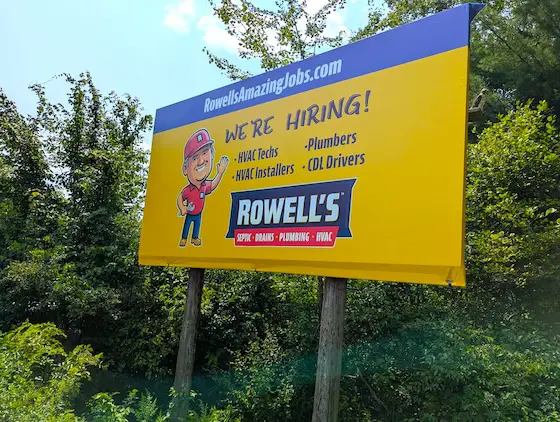 RowellsAmazingJobs.com
WE'RE HIRING!
• HVAC Techs • Plumbers
• HVAC Installers • CDL Drivers
ROWELL'S
SEPTIC • DRAINS • PLUMBING • HVAC